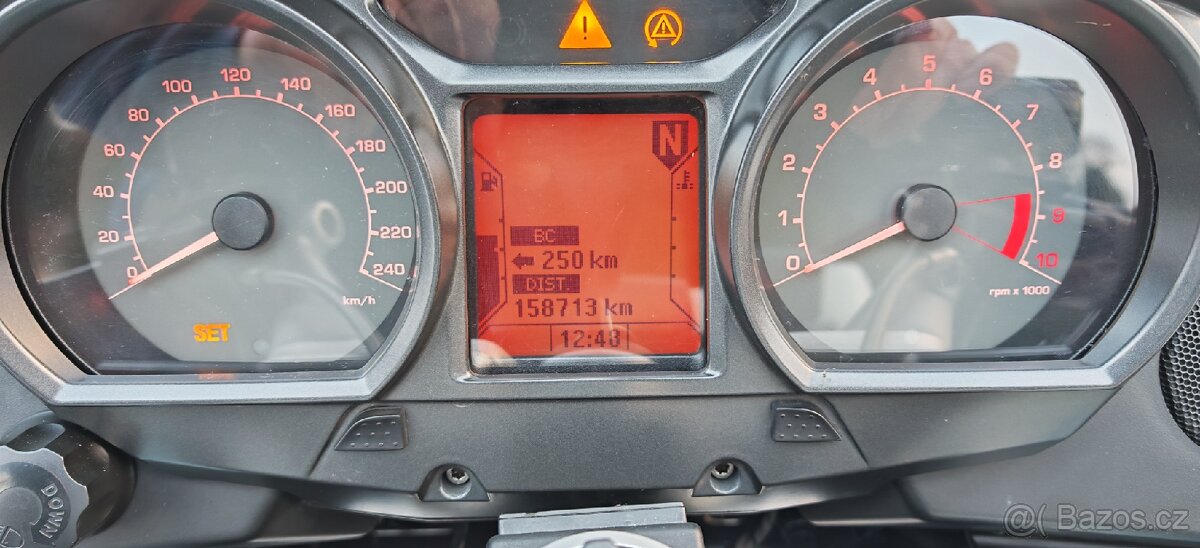 0 20 40 60 80 100 120 140 160 180 200 220 240
km/h
SET
N
BC
250 km
DIST
158713 km
12:48
0 1 2 3 4 5 6 7 8 9 10
rpm x 1000
DOWN
@( Bazos.cz